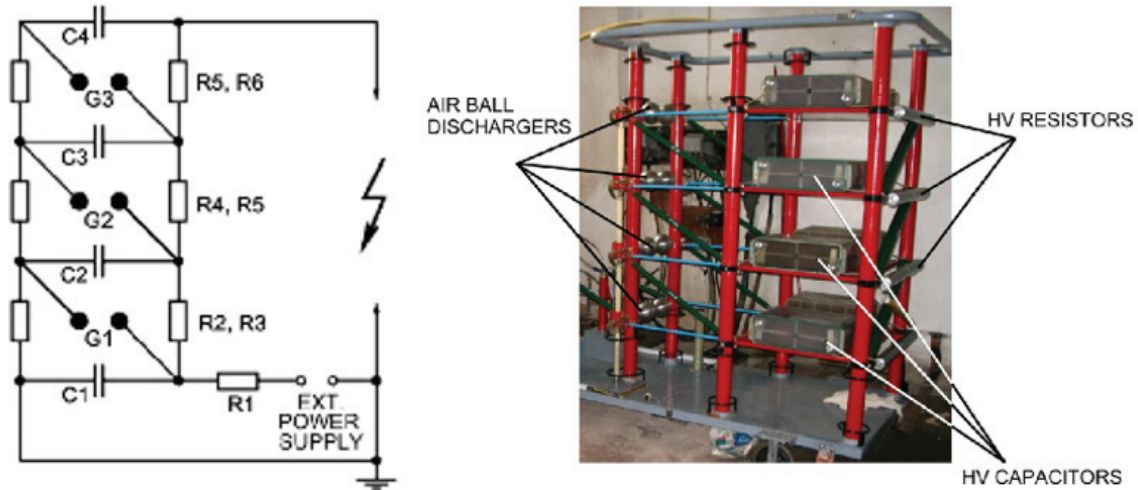 C4
R5, R6
G3
C3
R4, R5
G2
C2
R2, R3
G1
C1
R1
EXT.
POWER
SUPPLY
AIR BALL
DISCHARGERS
HV RESISTORS
HV CAPACITORS